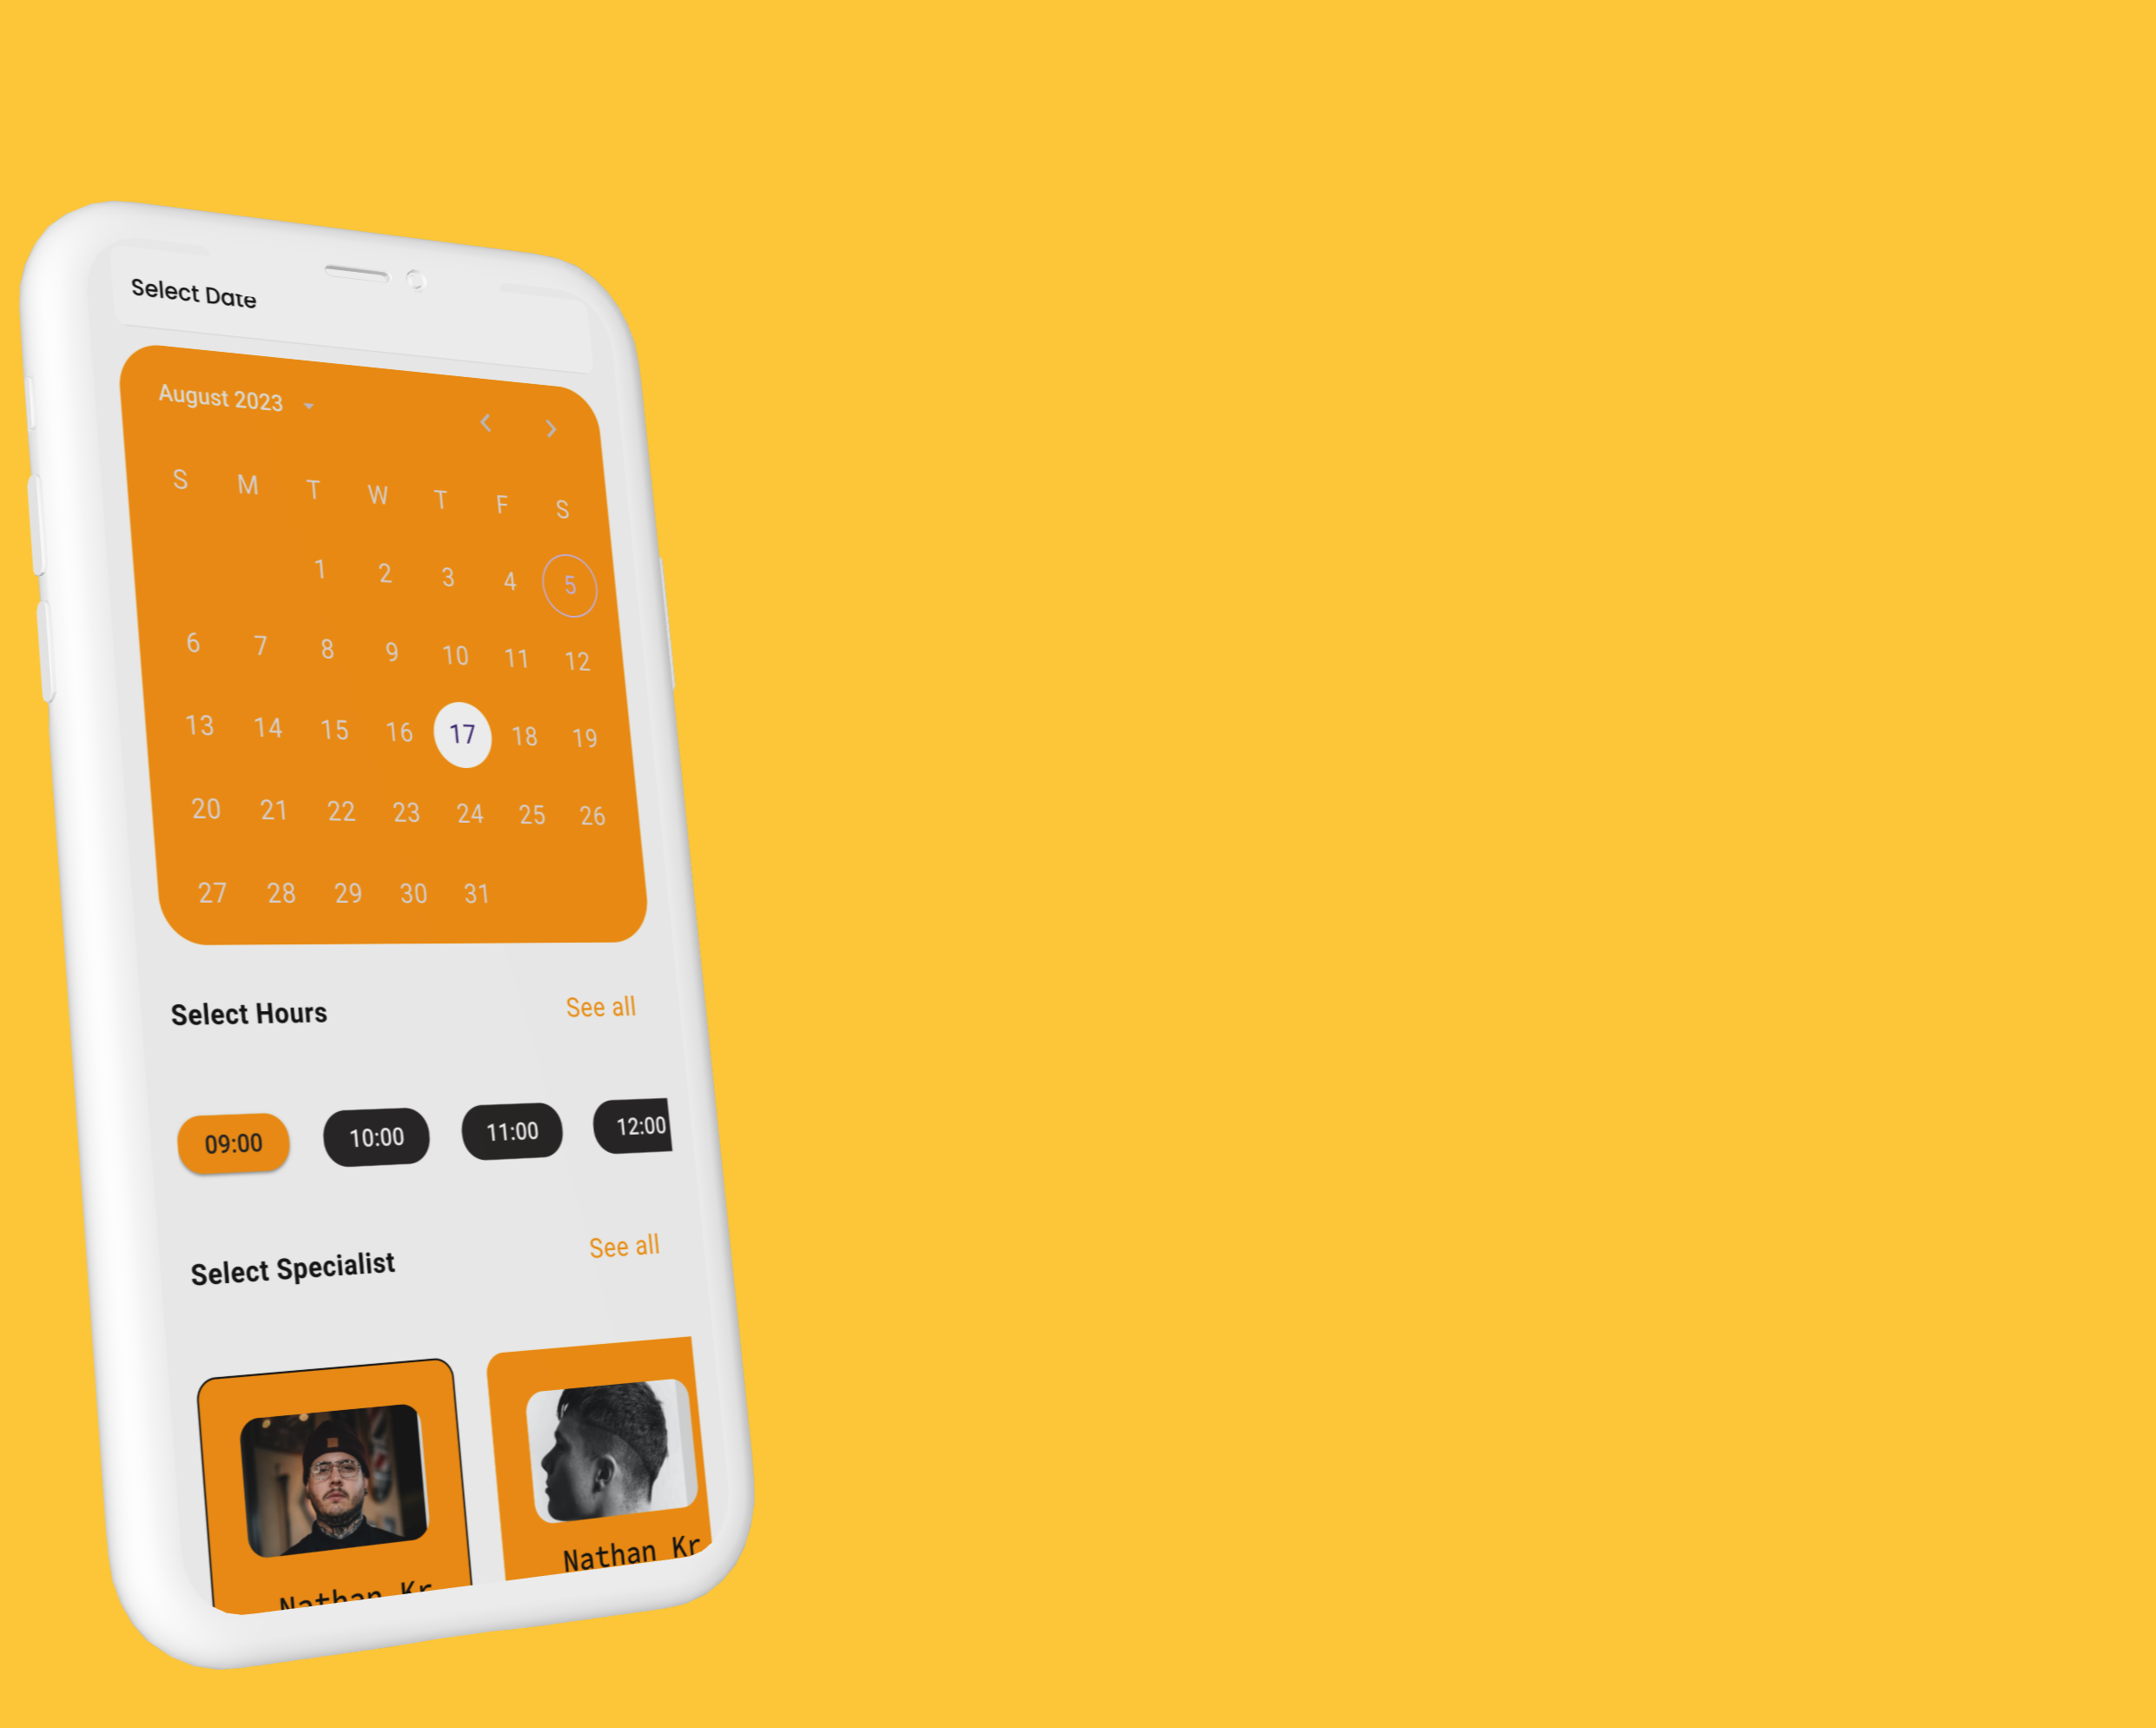 Select Date
August 2023
S M T W T F S
1 2 3 4 5
6 7 8 9 10 11 12
13 14 15 16 17 18 19
20 21 22 23 24 25 26
27 28 29 30 31
Select Hours See all
09:00 10:00 11:00 12:00
Select Specialist See all
Nathan Kr
Nathan Kr